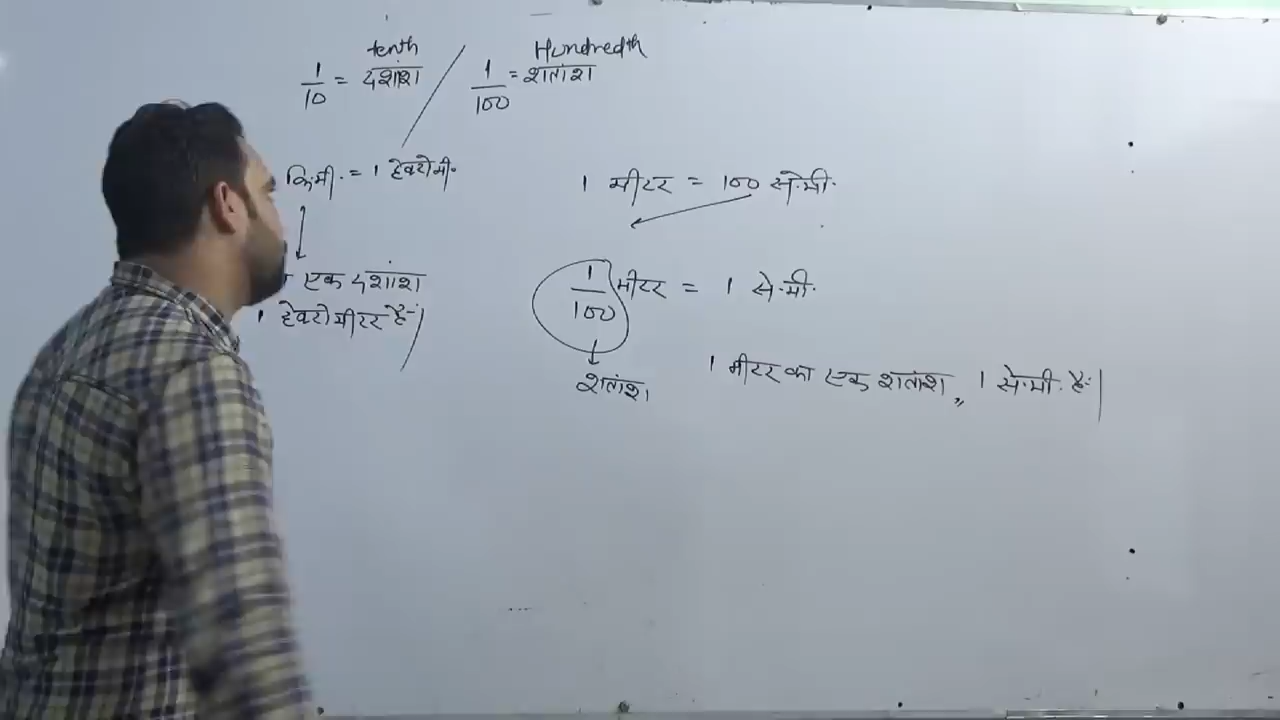 tenth
1/10 = दशांश
Hundredth
1/100 = शतांश
कि.मी. = 1 हेक्टोमी.
एक दशांश
1 हेक्टोमीटर है।
1 मीटर = 100 से.मी.
1/100 मीटर = 1 से.मी.
शतांश
1 मीटर का एक शतांश,, 1 से.मी. है।